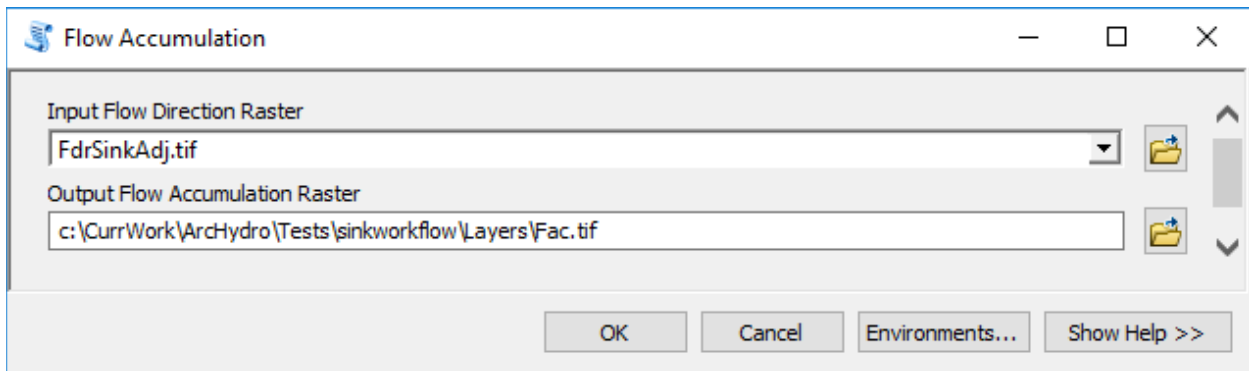 Flow Accumulation
Input Flow Direction Raster
FdrSinkAdj.tif
Output Flow Accumulation Raster
c:\CurrWork\ArcHydro\Tests\sinkworkflow\Layers\Fac.tif
OK Cancel Environments... Show Help >>